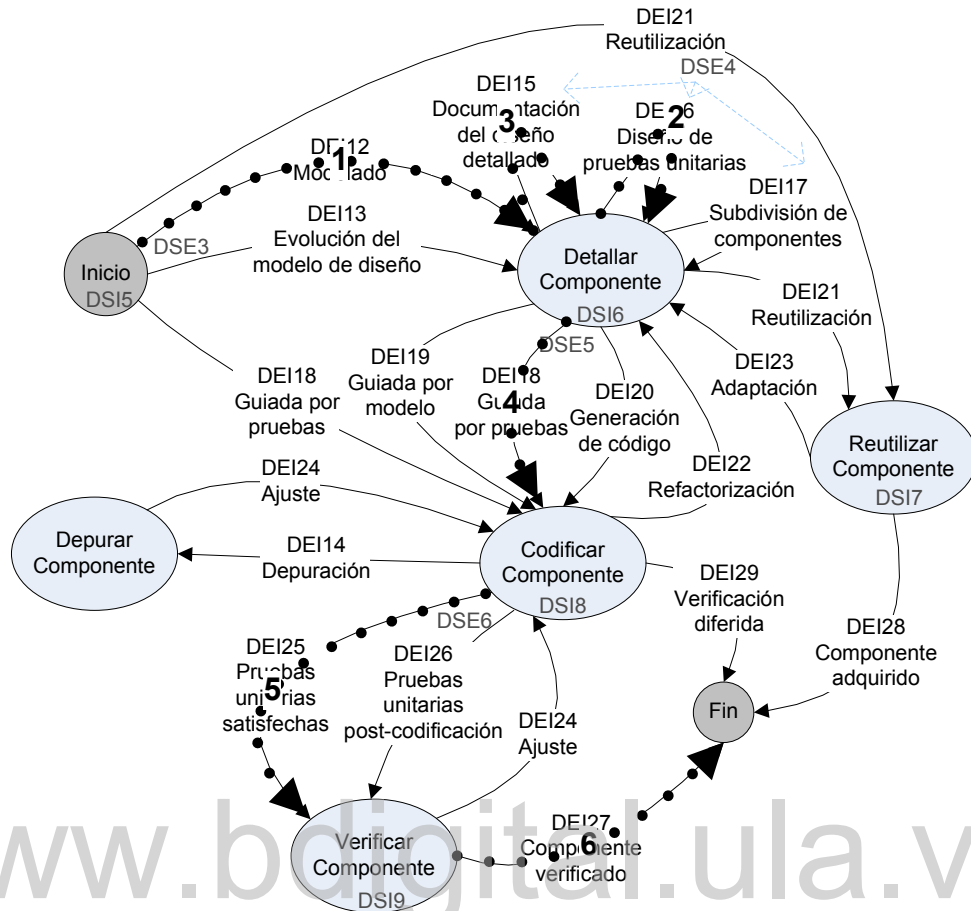 DEI21
Reutilización
DSE4
DEI15
Documentación
del diseño
detallado
3
2
Diseño de
pruebas unitarias
1
DEI12
Modelado
DEI17
Subdivisión de
componentes
DSE3
DEI13
Evolución del
modelo de diseño
Inicio
DSI5
Detallar
Componente
DSI6
DEI21
Reutilización
DSE5
DEI23
Adaptación
DEI19
Guiada por
modelo
DEI18
Guiada por
pruebas
DEI18
Guiada
por pruebas
4
DEI20
Generación
de código
Reutilizar
Componente
DSI7
DEI22
Refactorización
DEI24
Ajuste
Depurar
Componente
DEI14
Depuración
Codificar
Componente
DSI8
DEI29
Verificación
diferida
DSE6
DEI25
Pruebas
unitarias
satisfechas
5
DEI26
Pruebas
unitarias
post-codificación
DEI24
Ajuste
DEI28
Componente
adquirido
Fin
DEI27
Componente
verificado
6
Verificar
Componente
DSI9
www.bdigital.ula.v